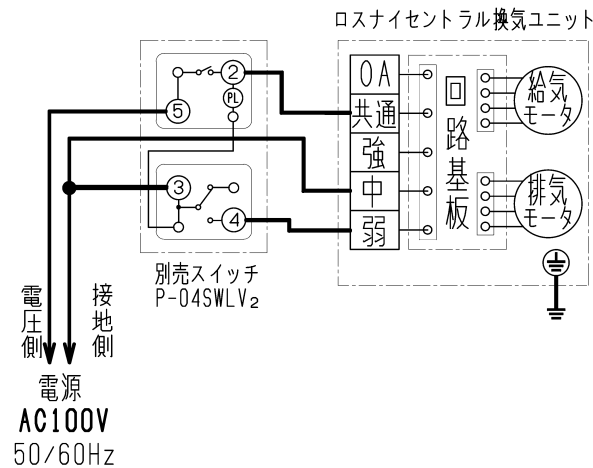 ロスナイセントラル換気ユニット
②
PL
⑤
③
④
OA
共通
強
中
弱
回路基板
給気
モータ
排気
モータ
別売スイッチ
P-04SWLV2
電圧側
接地側
電源
AC100V
50/60Hz